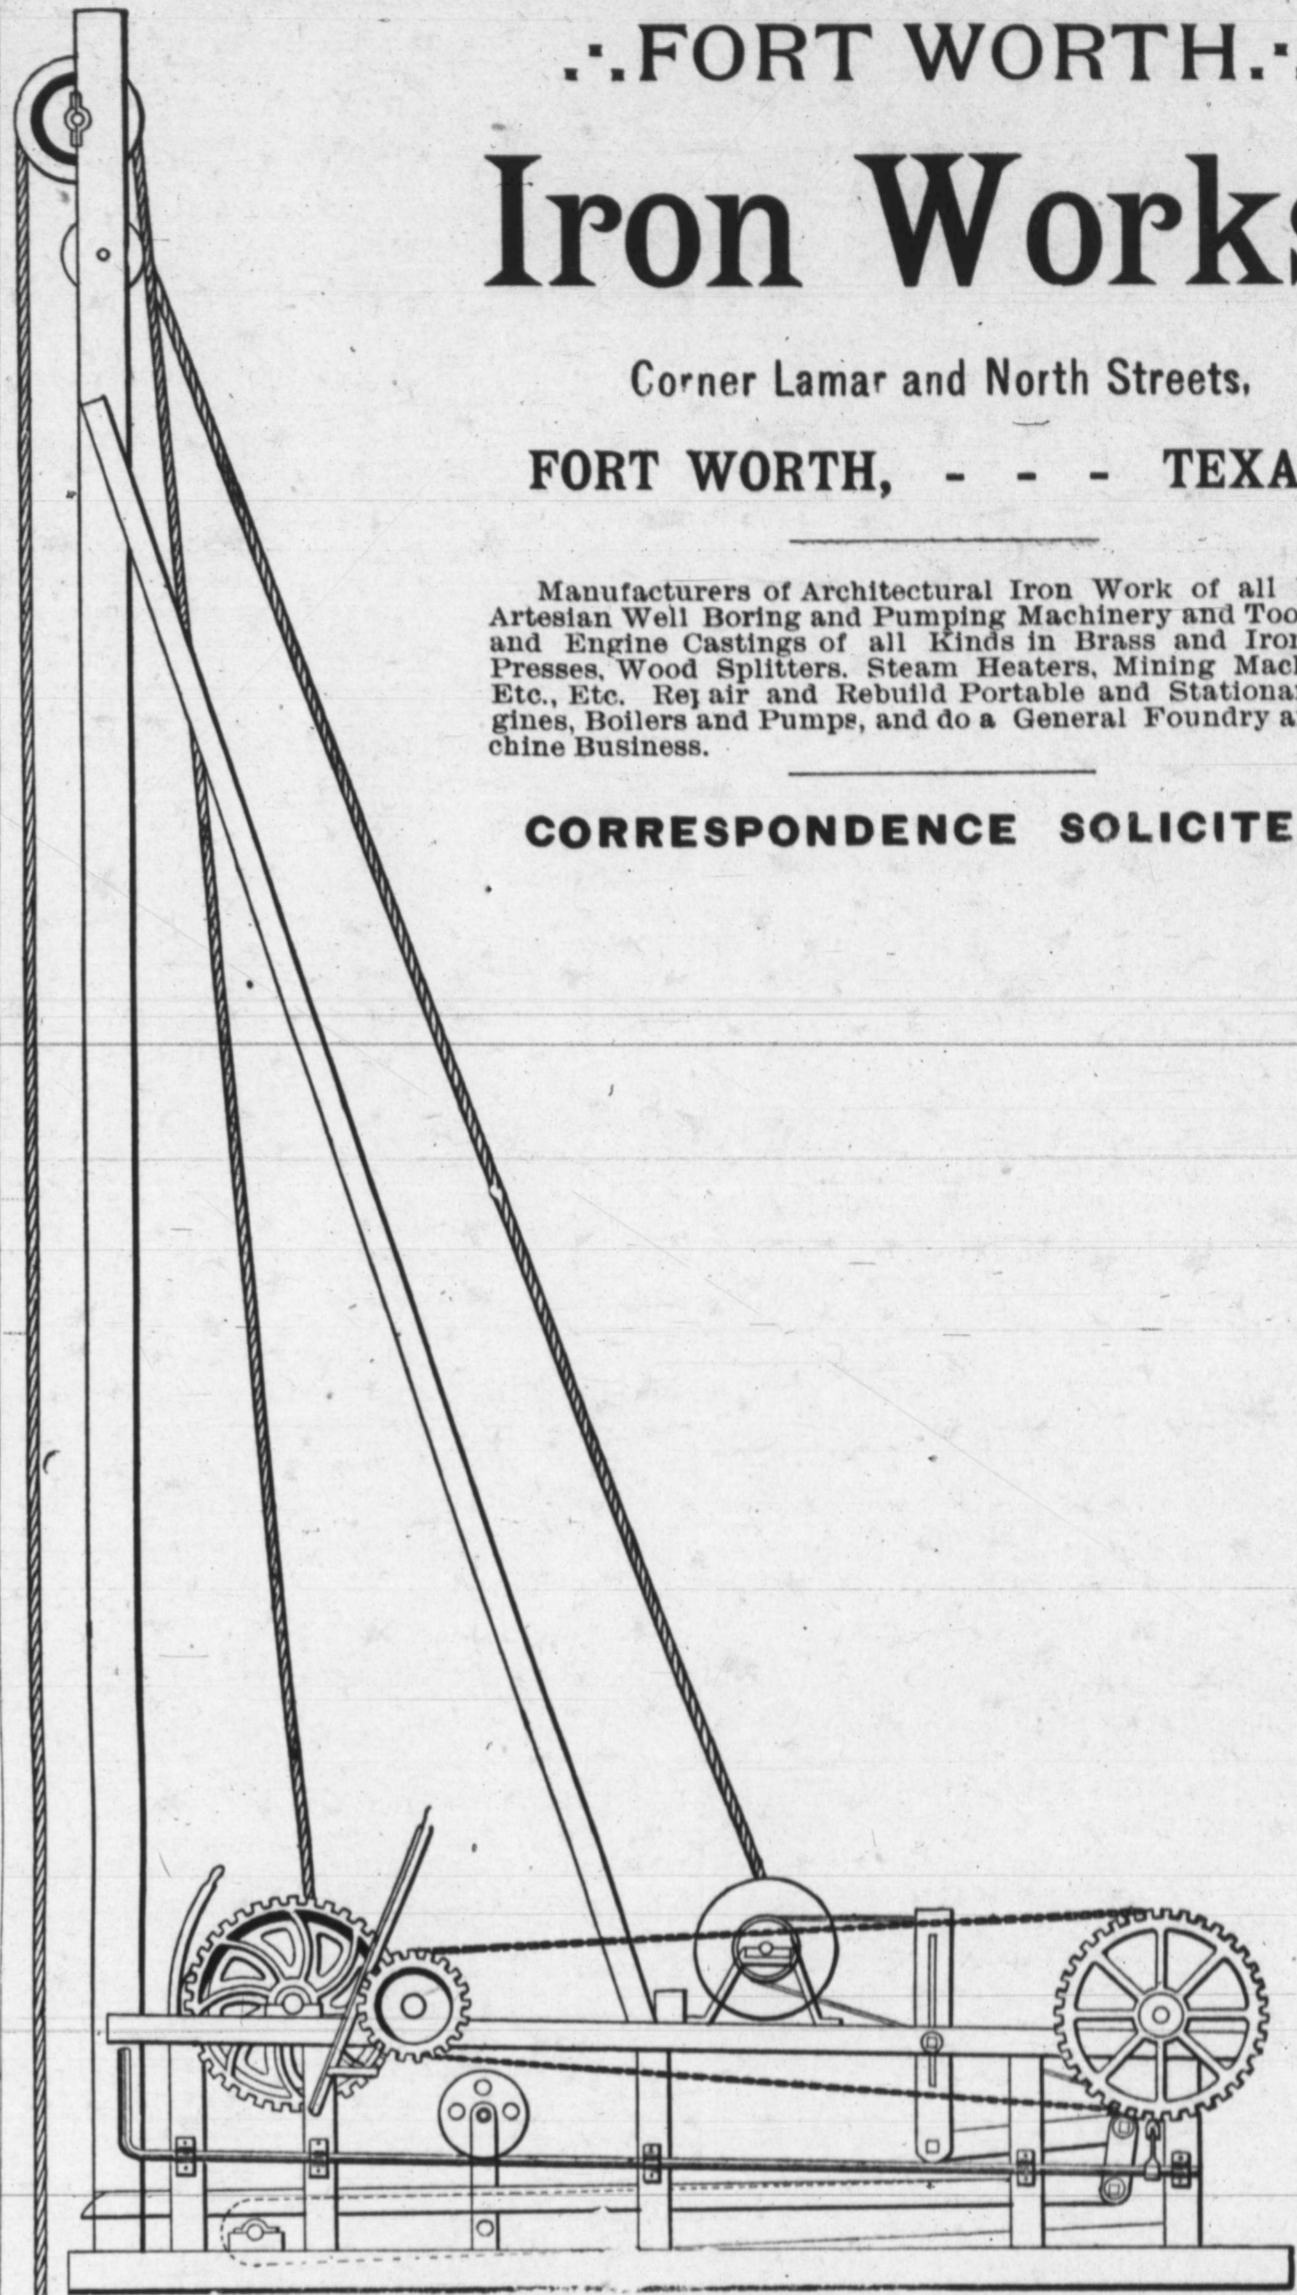 .·.FORT WORTH.·.
Iron Works
Corner Lamar and North Streets,
FORT WORTH, - - - TEXA
Manufacturers of Architectural Iron Work of all
Artesian Well Boring and Pumping Machinery and Too
and Engine Castings of all Kinds in Brass and Iron
Presses, Wood Splitters. Steam Heaters, Mining Mach
Etc., Etc. Repair and Rebuild Portable and Stationa
gines, Boilers and Pumps, and do a General Foundry a
chine Business.
CORRESPONDENCE SOLICITE